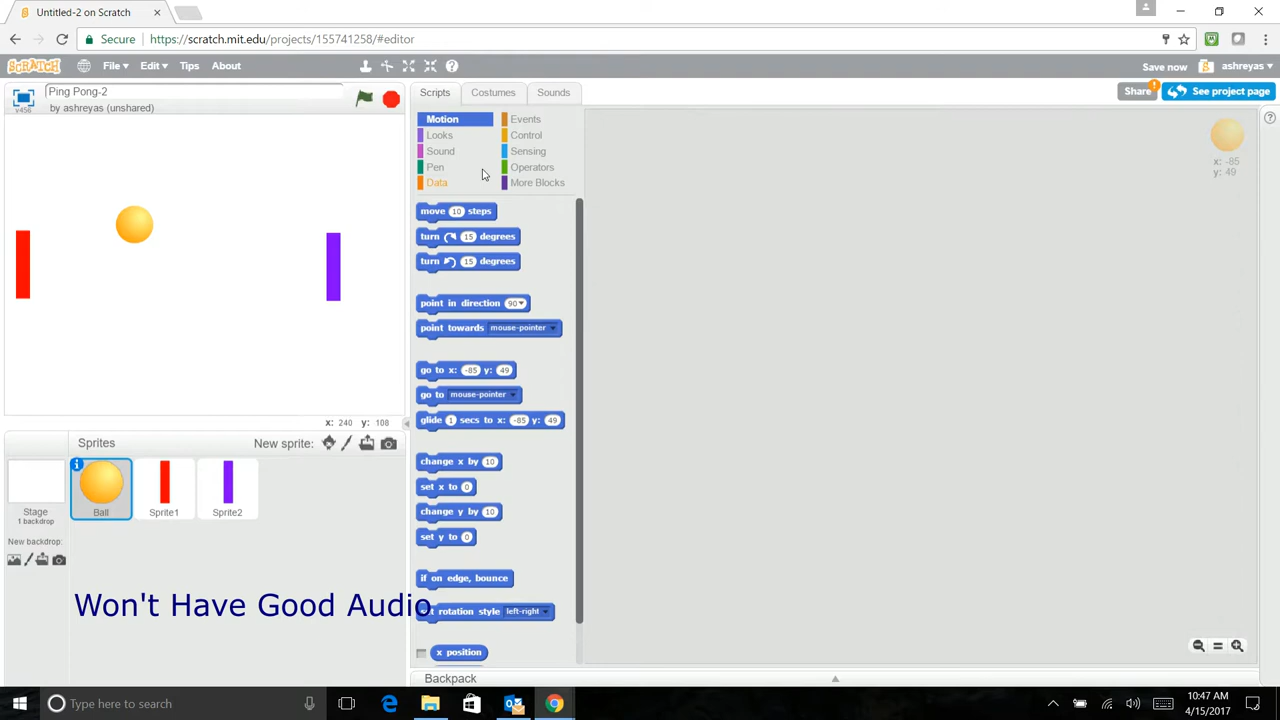 Untitled-2 on Scratch
Secure https://scratch.mit.edu/projects/155741258/#editor
SCRATCH File Edit Tips About Save now ashreyas
Ping Pong-2
by ashreyas (unshared)
v456
Scripts Costumes Sounds
Share See project page
Motion Events
Looks Control
Sound Sensing
Pen Operators
Data More Blocks
x: -85
y: 49
move 10 steps
turn 15 degrees
turn 15 degrees
point in direction 90
point towards mouse-pointer
go to x: -85 y: 49
go to mouse-pointer
glide 1 secs to x: -85 y: 49
change x by 10
set x to 0
change y by 10
set y to 0
if on edge, bounce
rotation style left-right
x position
x: 240 y: 108
Sprites New sprite:
Stage
1 backdrop
Ball Sprite1 Sprite2
New backdrop:
Won't Have Good Audio
Backpack
Type here to search
10:47 AM
4/15/2017